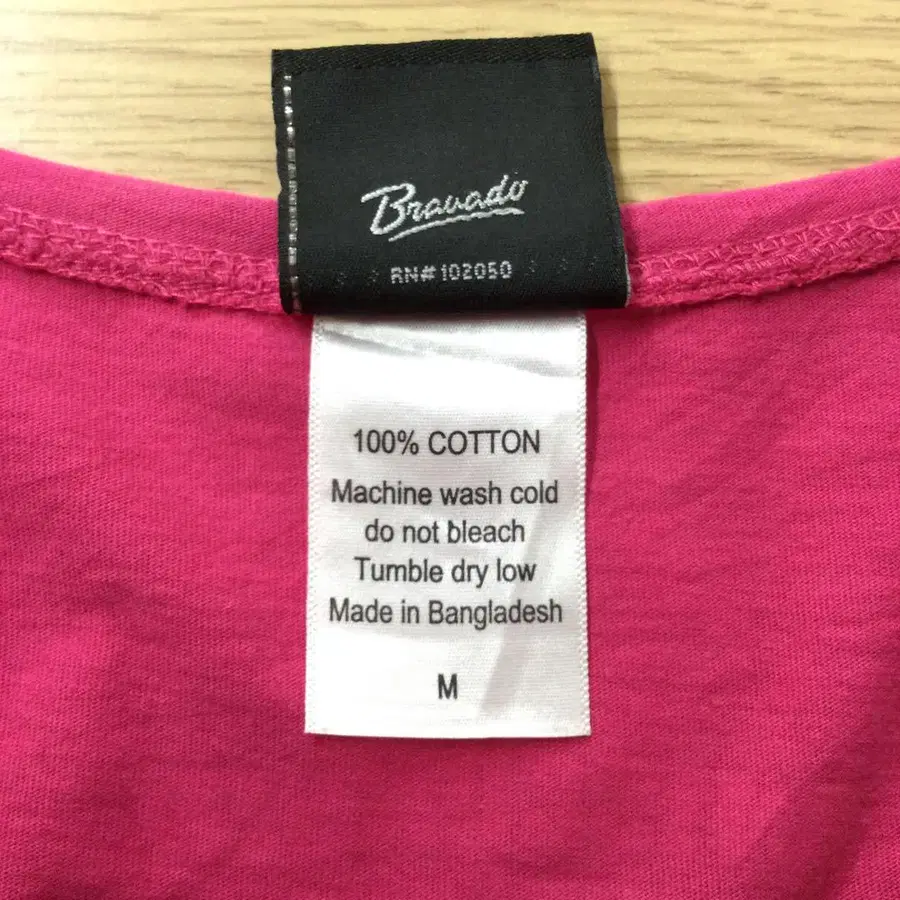 Bravado
RN# 102050
100% COTTON
Machine wash cold
do not bleach
Tumble dry low
Made in Bangladesh
M